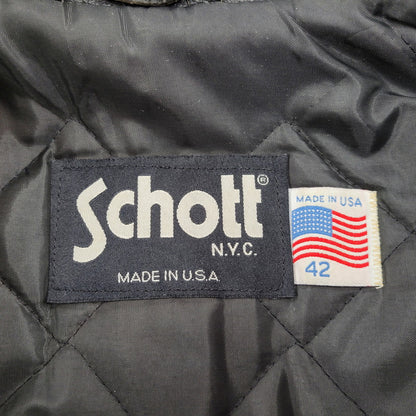 Schott®
N.Y.C.
MADE IN U.S.A
MADE IN USA
42